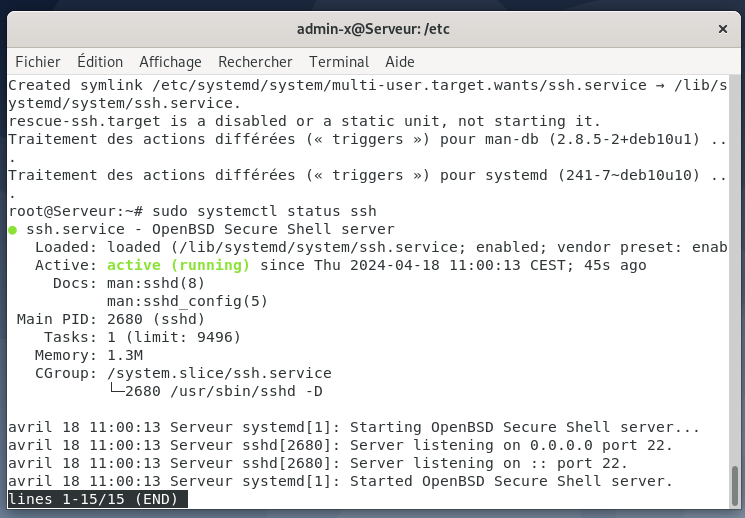 admin-x@Serveur: /etc
Fichier Édition Affichage Rechercher Terminal Aide
Created symlink /etc/systemd/system/multi-user.target.wants/ssh.service → /lib/s
ystemd/system/ssh.service.
rescue-ssh.target is a disabled or a static unit, not starting it.
Traitement des actions différées (« triggers ») pour man-db (2.8.5-2+deb10u1) ..
.
Traitement des actions différées (« triggers ») pour systemd (241-7~deb10u10) ..
.
root@Serveur:~# sudo systemctl status ssh
● ssh.service - OpenBSD Secure Shell server
   Loaded: loaded (/lib/systemd/system/ssh.service; enabled; vendor preset: enab
   Active: active (running) since Thu 2024-04-18 11:00:13 CEST; 45s ago
     Docs: man:sshd(8)
           man:sshd_config(5)
 Main PID: 2680 (sshd)
    Tasks: 1 (limit: 9496)
   Memory: 1.3M
   CGroup: /system.slice/ssh.service
           └─2680 /usr/sbin/sshd -D

avril 18 11:00:13 Serveur systemd[1]: Starting OpenBSD Secure Shell server...
avril 18 11:00:13 Serveur sshd[2680]: Server listening on 0.0.0.0 port 22.
avril 18 11:00:13 Serveur sshd[2680]: Server listening on :: port 22.
avril 18 11:00:13 Serveur systemd[1]: Started OpenBSD Secure Shell server.
lines 1-15/15 (END)